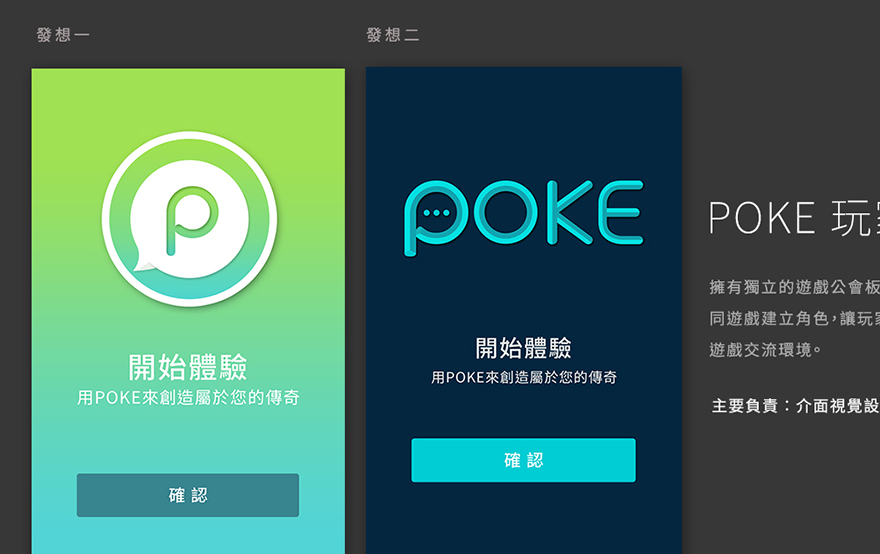 發想一
發想二
P
開始體驗
用POKE來創造屬於您的傳奇
確認
POKE
開始體驗
用POKE來創造屬於您的傳奇
確認
POKE 玩
擁有獨立的遊戲公會板
同遊戲建立角色，讓玩家
遊戲交流環境。
主要負責：介面視覺設